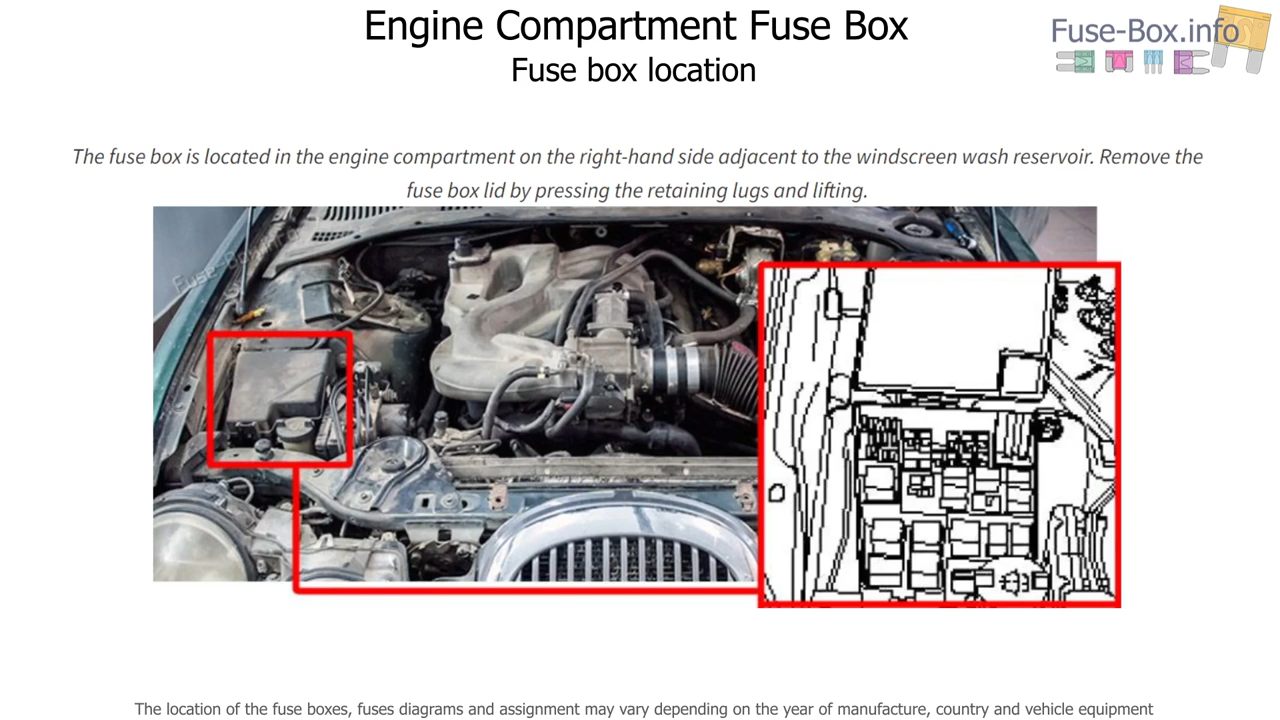 Engine Compartment Fuse Box
Fuse box location
Fuse-Box.info
The fuse box is located in the engine compartment on the right-hand side adjacent to the windscreen wash reservoir. Remove the
fuse box lid by pressing the retaining lugs and lifting.
Fuse-Box
The location of the fuse boxes, fuses diagrams and assignment may vary depending on the year of manufacture, country and vehicle equipment